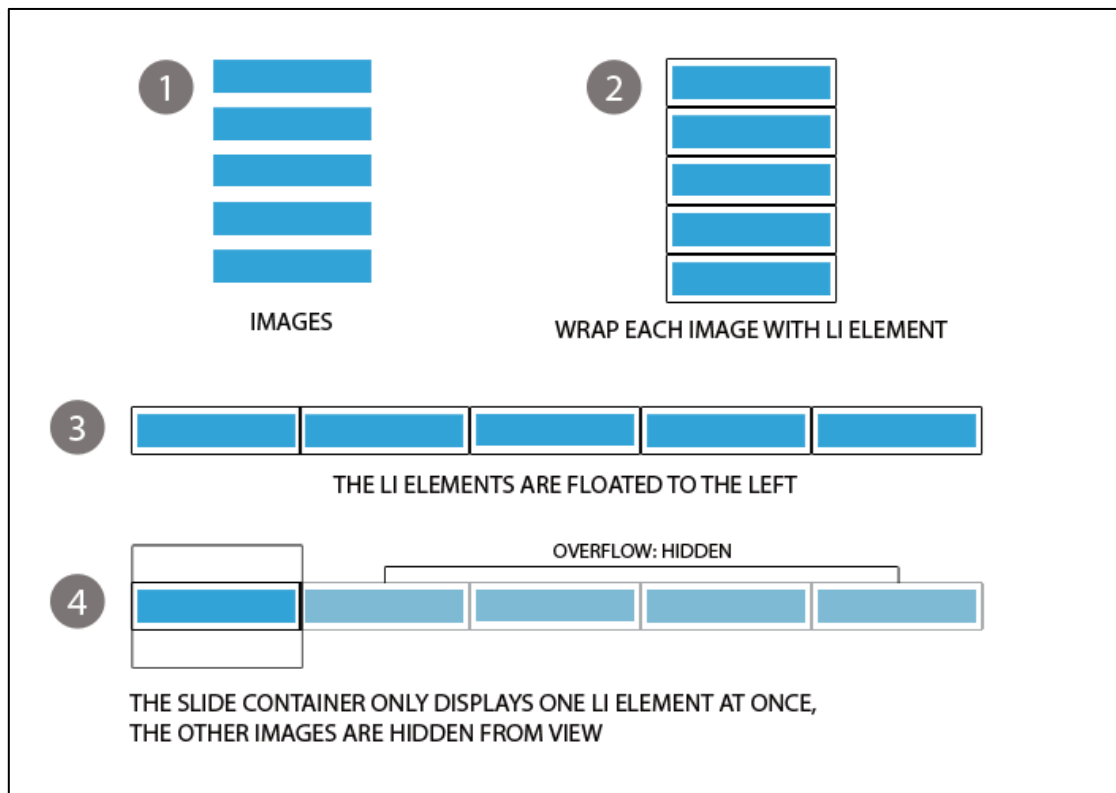 1
IMAGES
2
WRAP EACH IMAGE WITH LI ELEMENT
3
THE LI ELEMENTS ARE FLOATED TO THE LEFT
OVERFLOW: HIDDEN
4
THE SLIDE CONTAINER ONLY DISPLAYS ONE LI ELEMENT AT ONCE,
THE OTHER IMAGES ARE HIDDEN FROM VIEW